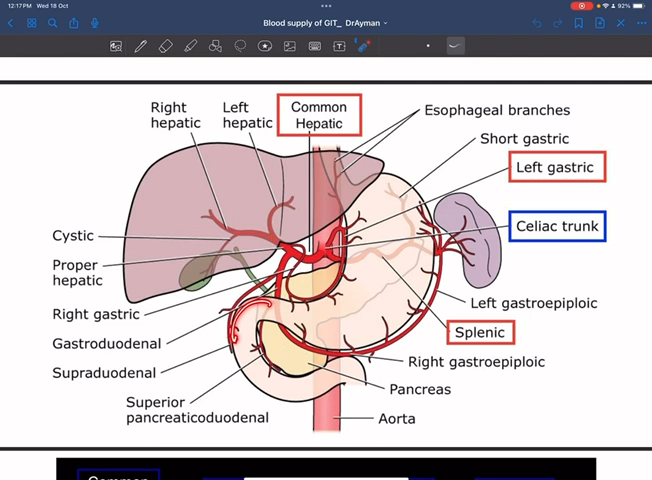 12:17 PM Wed 18 Oct
92%
Blood supply of GIT_ DrAyman
Right
hepatic
Left
hepatic
Common
Hepatic
Esophageal branches
Short gastric
Left gastric
Celiac trunk
Cystic
Proper
hepatic
Right gastric
Gastroduodenal
Supraduodenal
Superior
pancreaticoduodenal
Left gastroepiploic
Splenic
Right gastroepiploic
Pancreas
Aorta
Common